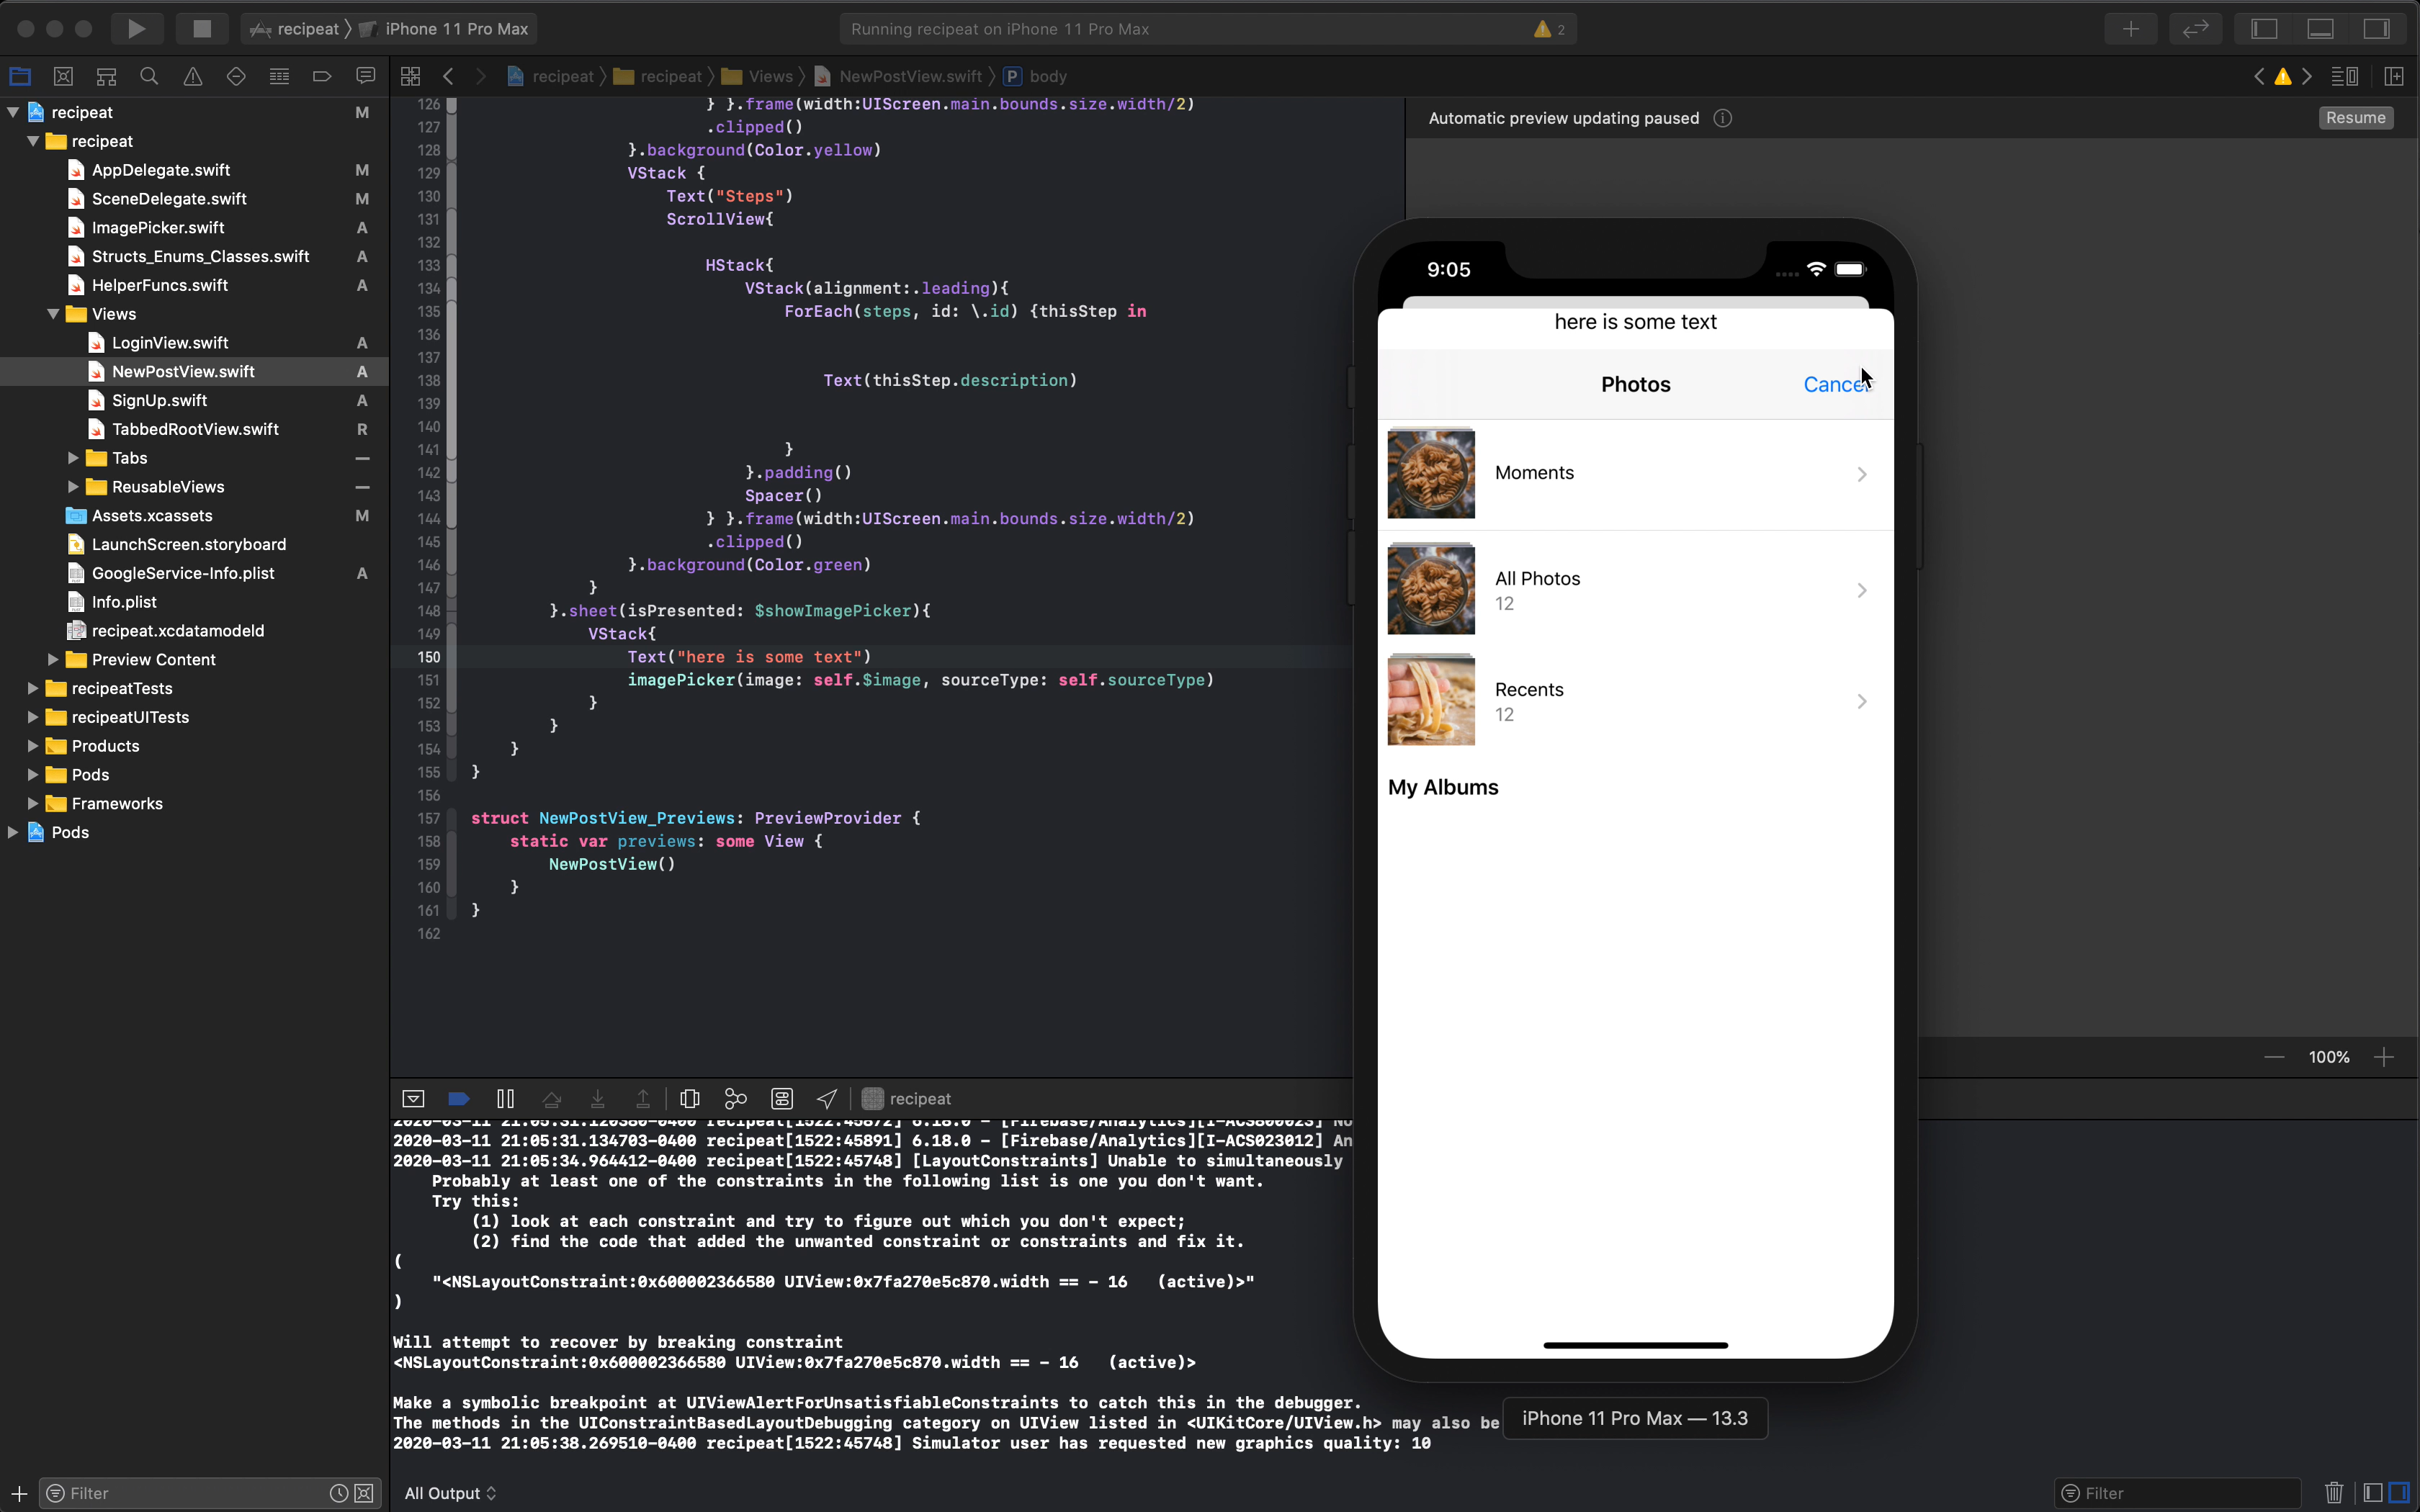 recipeat 〉 iPhone 11 Pro Max
Running recipeat on iPhone 11 Pro Max
2
recipeat 〉 recipeat 〉 Views 〉 NewPostView.swift 〉 P body
recipeat M
recipeat
AppDelegate.swift M
SceneDelegate.swift M
ImagePicker.swift A
Structs_Enums_Classes.swift A
HelperFuncs.swift A
Views
LoginView.swift A
NewPostView.swift A
SignUp.swift A
TabbedRootView.swift R
Tabs
ReusableViews
Assets.xcassets M
LaunchScreen.storyboard
GoogleService-Info.plist A
Info.plist
recipeat.xcdatamodeld
Preview Content
recipeatTests
recipeatUITests
Products
Pods
Frameworks
Pods
Filter
126 } }.frame(width:UIScreen.main.bounds.size.width/2)
127 .clipped()
128 }.background(Color.yellow)
129 VStack {
130 Text("Steps")
131 ScrollView{
132
133 HStack{
134 VStack(alignment:.leading){
135 ForEach(steps, id: \.id) {thisStep in
136
137
138 Text(thisStep.description)
139
140
141 }
142 }.padding()
143 Spacer()
144 } }.frame(width:UIScreen.main.bounds.size.width/2)
145 .clipped()
146 }.background(Color.green)
147 }
148 }.sheet(isPresented: $showImagePicker){
149 VStack{
150 Text("here is some text")
151 imagePicker(image: self.$image, sourceType: self.sourceType)
152 }
153 }
154 }
155 }
156
157 struct NewPostView_Previews: PreviewProvider {
158 static var previews: some View {
159 NewPostView()
160 }
161 }
162
Automatic preview updating paused
Resume
9:05
here is some text
Photos
Moments
All Photos
12
Recents
12
My Albums
100%
iPhone 11 Pro Max — 13.3
recipeat
2020-03-11 21:05:31.134703-0400 recipeat[1522:45891] 6.18.0 - [Firebase/Analytics][I-ACS023012] An
2020-03-11 21:05:34.964412-0400 recipeat[1522:45748] [LayoutConstraints] Unable to simultaneously
Probably at least one of the constraints in the following list is one you don't want.
Try this:
(1) look at each constraint and try to figure out which you don't expect;
(2) find the code that added the unwanted constraint or constraints and fix it.
(
"<NSLayoutConstraint:0x600002366580 UIView:0x7fa270e5c870.width == - 16 (active)>"
)
Will attempt to recover by breaking constraint
<NSLayoutConstraint:0x600002366580 UIView:0x7fa270e5c870.width == - 16 (active)>
Make a symbolic breakpoint at UIViewAlertForUnsatisfiableConstraints to catch this in the debugger.
The methods in the UIConstraintBasedLayoutDebugging category on UIView listed in <UIKitCore/UIView.h> may also be
2020-03-11 21:05:38.269510-0400 recipeat[1522:45748] Simulator user has requested new graphics quality: 10
All Output
Filter